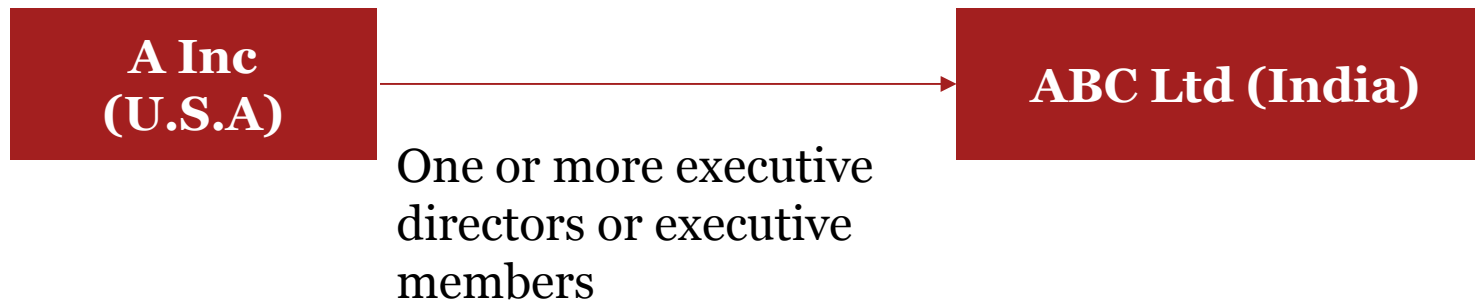 A Inc
(U.S.A)
ABC Ltd (India)
One or more executive
directors or executive
members